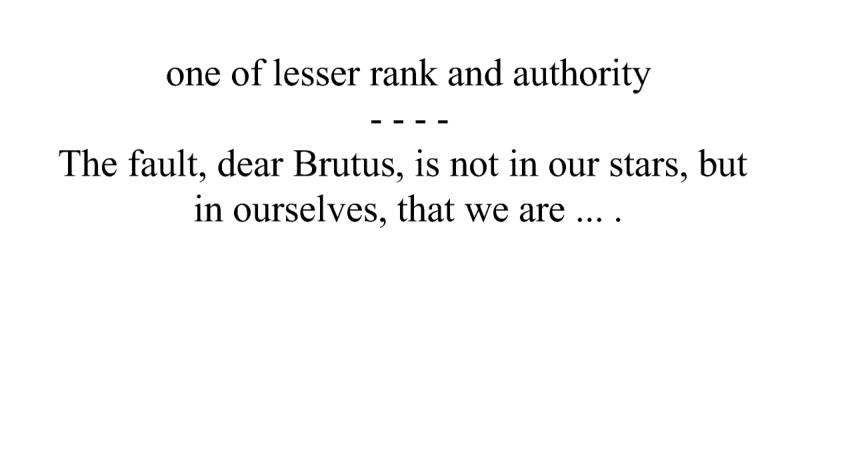 one of lesser rank and authority
- - - -
The fault, dear Brutus, is not in our stars, but
in ourselves, that we are ... .